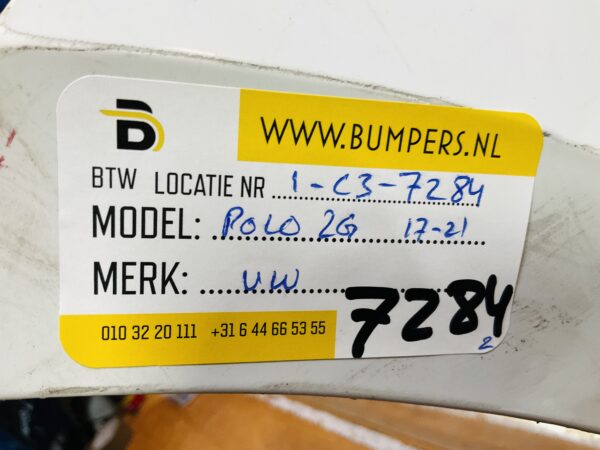 B
WWW.BUMPERS.NL
BTW LOCATIE NR 1-C3-7284
MODEL: POLO 2G 17-21
MERK: VW
010 32 20 111 +31 6 44 66 53 55
7284
2